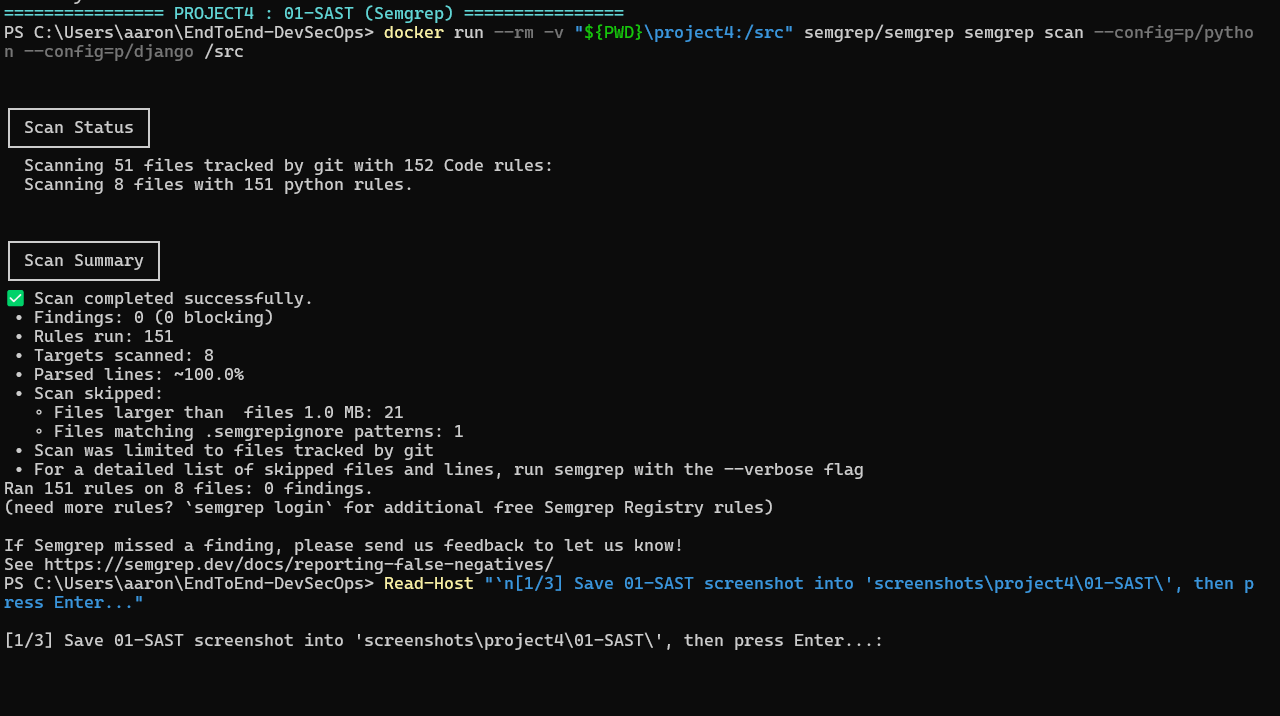 ================ PROJECT4 : 01-SAST (Semgrep) ================
PS C:\Users\aaron\EndToEnd-DevSecOps> docker run --rm -v "${PWD}\project4:/src" semgrep/semgrep semgrep scan --config=p/pytho
n --config=p/django /src
Scan Status
Scanning 51 files tracked by git with 152 Code rules:
Scanning 8 files with 151 python rules.
Scan Summary
✅ Scan completed successfully.
• Findings: 0 (0 blocking)
• Rules run: 151
• Targets scanned: 8
• Parsed lines: ~100.0%
• Scan skipped:
◦ Files larger than  files 1.0 MB: 21
◦ Files matching .semgrepignore patterns: 1
• Scan was limited to files tracked by git
• For a detailed list of skipped files and lines, run semgrep with the --verbose flag
Ran 151 rules on 8 files: 0 findings.
(need more rules? `semgrep login` for additional free Semgrep Registry rules)
If Semgrep missed a finding, please send us feedback to let us know!
See https://semgrep.dev/docs/reporting-false-negatives/
PS C:\Users\aaron\EndToEnd-DevSecOps> Read-Host "`n[1/3] Save 01-SAST screenshot into 'screenshots\project4\01-SAST\', then p
ress Enter..."
[1/3] Save 01-SAST screenshot into 'screenshots\project4\01-SAST\', then press Enter...: